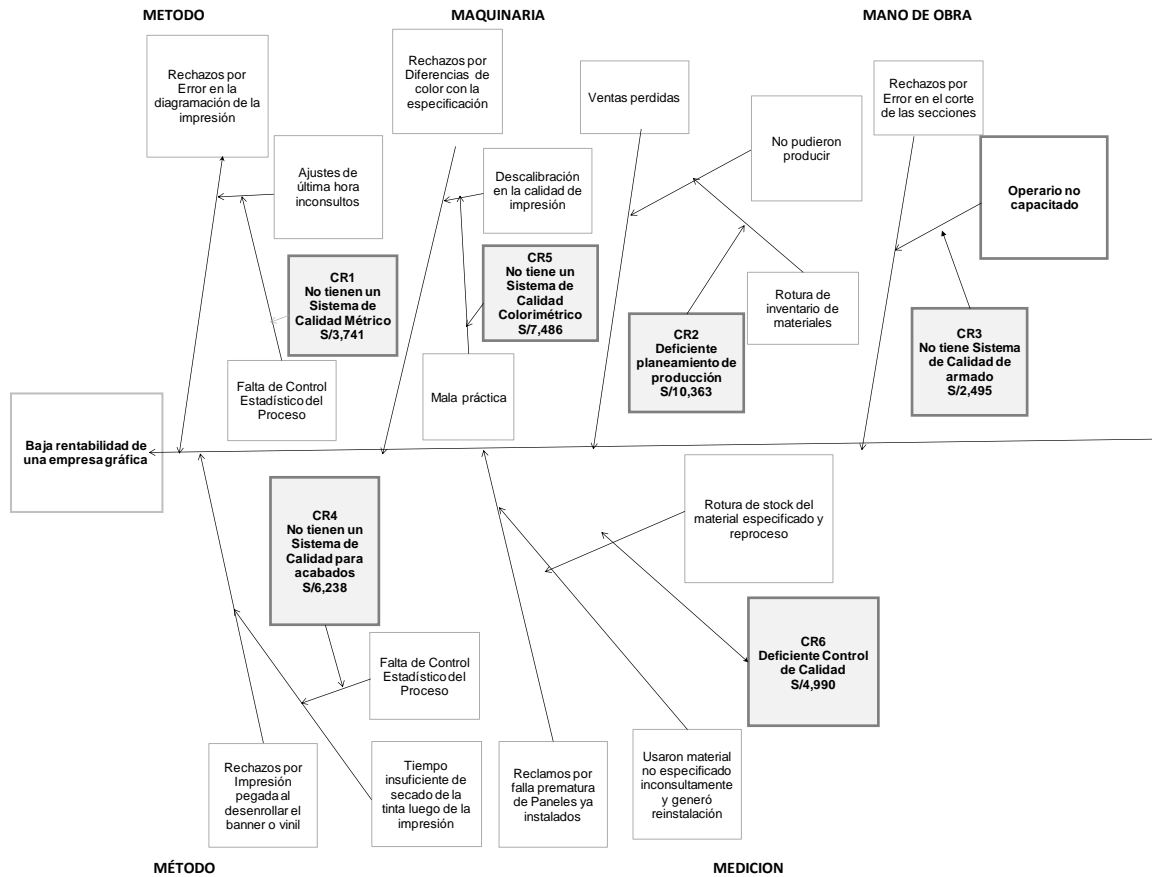 METODO
MAQUINARIA
MANO DE OBRA
Rechazos por
Error en la
diagramación de la
impresión
Rechazos por
Diferencias de
color con la
especificación
Ventas perdidas
Rechazos por
Error en el corte
de las secciones
Ajustes de
última hora
inconsultos
Descalibración
en la calidad de
impresión
No pudieron
producir
Operario no
capacitado
CR1
No tienen un
Sistema de
Calidad Métrico
S/3,741
CR5
No tiene un
Sistema de
Calidad
Colorimétrico
S/7,486
Rotura de
inventario de
materiales
CR2
Deficiente
planeamiento de
producción
S/10,363
CR3
No tiene Sistema
de Calidad de
armado
S/2,495
Falta de Control
Estadístico del
Proceso
Mala práctica
Baja rentabilidad de
una empresa gráfica
CR4
No tienen un
Sistema de
Calidad para
acabados
S/6,238
Rotura de stock del
material especificado y
reproceso
CR6
Deficiente Control
de Calidad
S/4,990
Falta de Control
Estadístico del
Proceso
Rechazos por
Impresión
pegada al
desenrollar el
banner o vinil
Tiempo
insuficiente de
secado de la
tinta luego de la
impresión
Reclamos por
falla prematura
de Paneles ya
instalados
Usaron material
no especificado
inconsultamente
y generó
reinstalación
MÉTODO
MEDICION